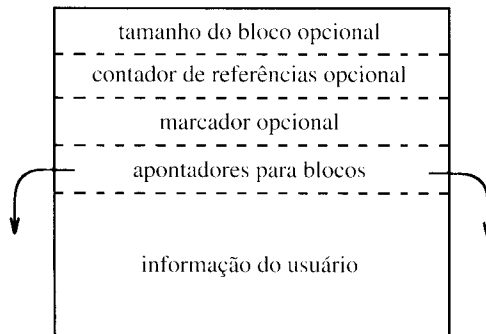 tamanho do bloco opcional
contador de referências opcional
marcador opcional
apontadores para blocos
informação do usuário